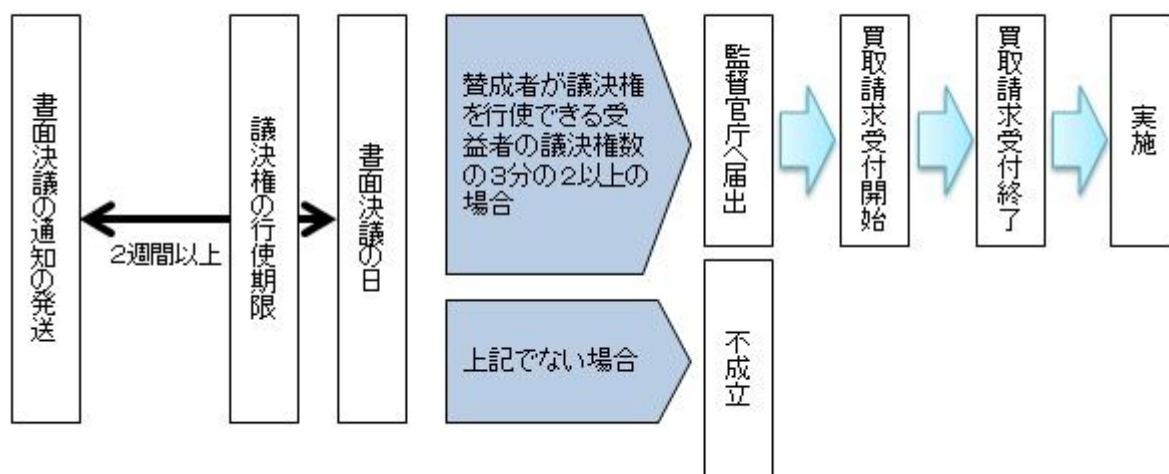 書面決議の通知の発送
2週間以上
議決権の行使期限
書面決議の日
賛成者が議決権
を行使できる受
益者の議決権数
の3分の2以上の
場合
監督官庁へ届出
買取請求受付開始
買取請求受付終了
実施
上記でない場合
不成立